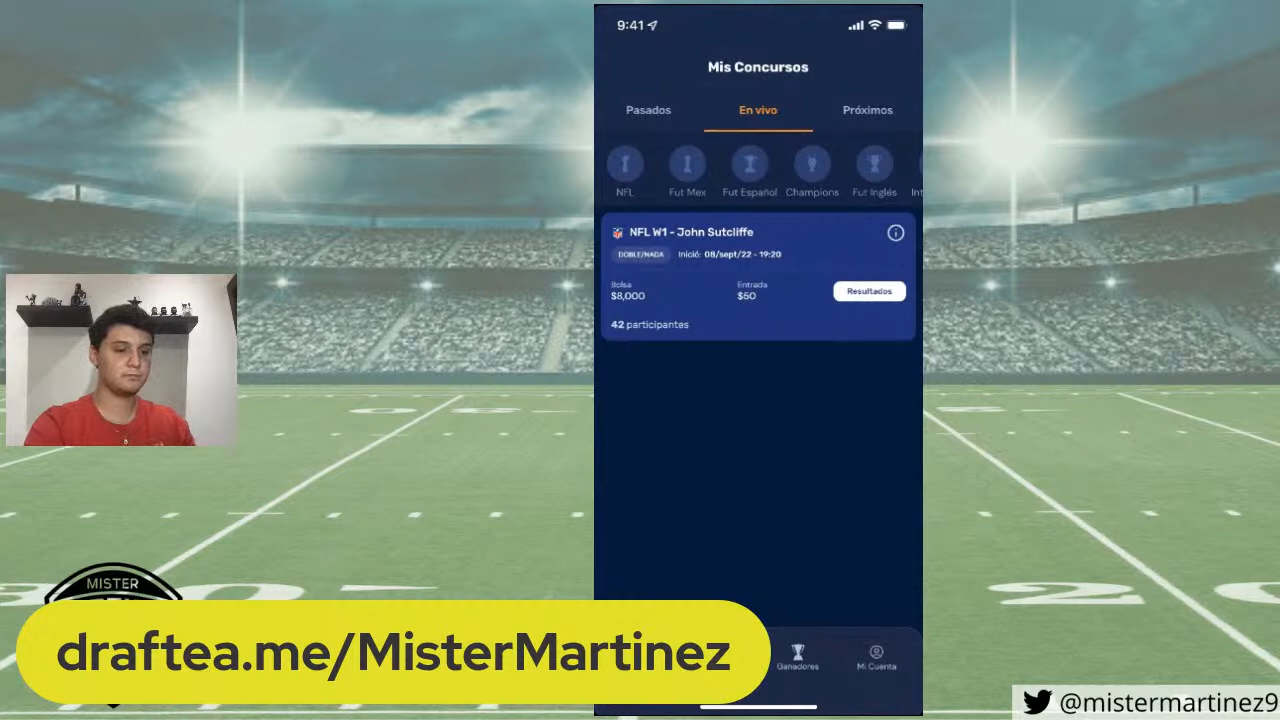 9:41
Mis Concursos
Pasados
En vivo
Próximos
NFL
Fut Mex
Fut Español
Champions
Fut Inglés
NFL W1 - John Sutcliffe
DOBLE/NADA
Inició: 08/sept/22 - 19:20
Bolsa
$8,000
Entrada
$50
Resultados
42 participantes
MISTER
draftea.me/MisterMartinez
Ganadores
Mi Cuenta
@mistermartinez9